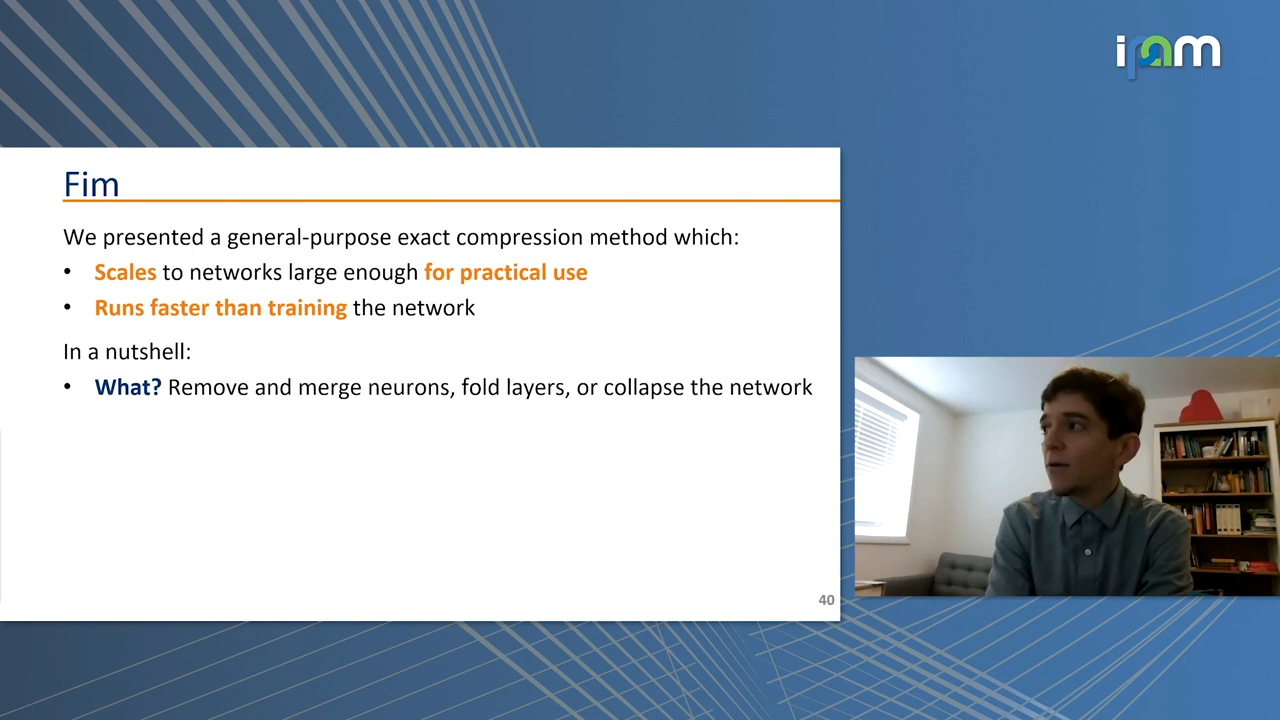 ipam
Fim
We presented a general-purpose exact compression method which:
• Scales to networks large enough for practical use
• Runs faster than training the network
In a nutshell:
• What? Remove and merge neurons, fold layers, or collapse the network
40